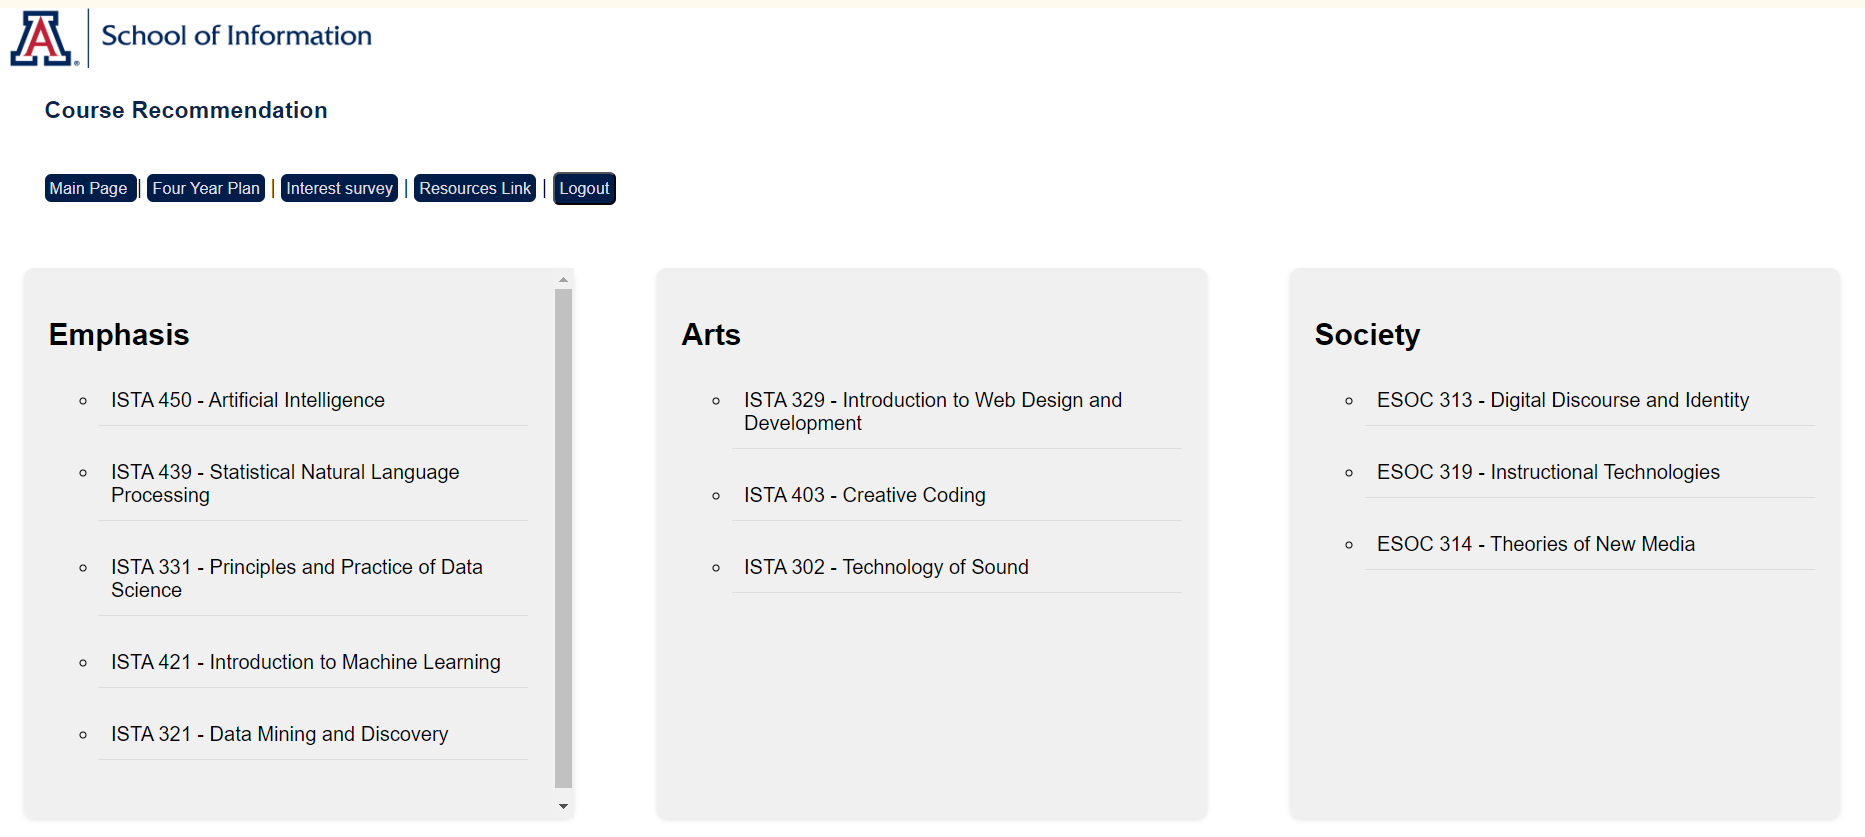 A School of Information
Course Recommendation
Main Page | Four Year Plan | Interest survey | Resources Link | Logout
Emphasis
ISTA 450 - Artificial Intelligence
ISTA 439 - Statistical Natural Language
Processing
ISTA 331 - Principles and Practice of Data
Science
ISTA 421 - Introduction to Machine Learning
ISTA 321 - Data Mining and Discovery
Arts
ISTA 329 - Introduction to Web Design and
Development
ISTA 403 - Creative Coding
ISTA 302 - Technology of Sound
Society
ESOC 313 - Digital Discourse and Identity
ESOC 319 - Instructional Technologies
ESOC 314 - Theories of New Media